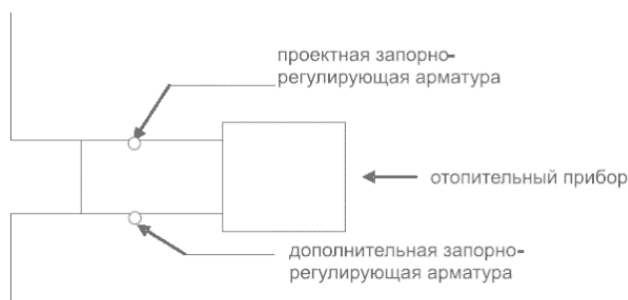 проектная запорно-
регулирующая арматура
отопительный прибор
дополнительная запорно-
регулирующая арматура